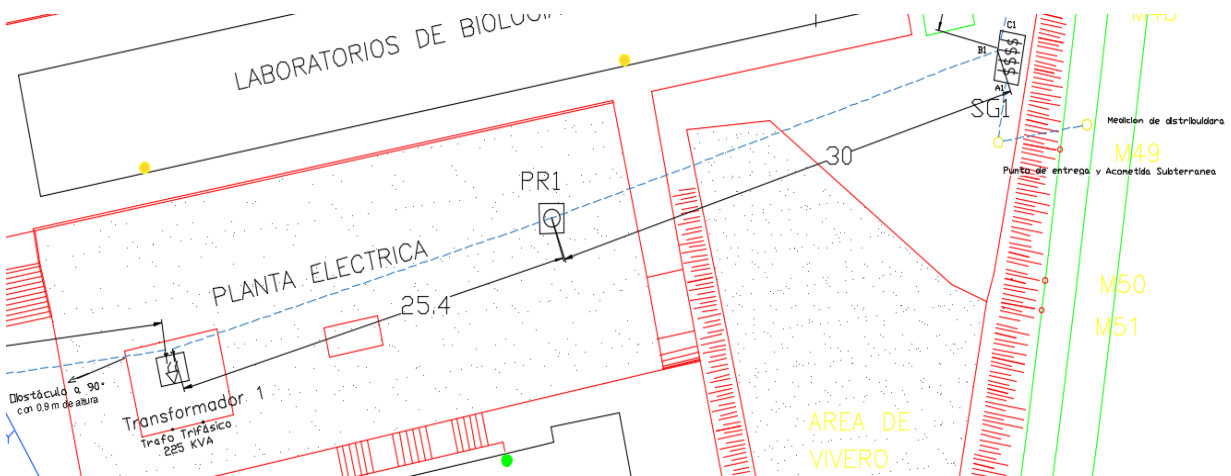 LABORATORIOS DE BIOLOGIA
M48
C1
B1
A1
SG1
Medicion de distribuidora
M49
Punto de entrega y Acometida Subterranea
30
PR1
PLANTA ELECTRICA
25.4
M50
M51
Obstáculo a 90°
con 0.9 m de altura
Transformador 1
Trafo Trifásico
225 KVA
AREA DE
VIVERO